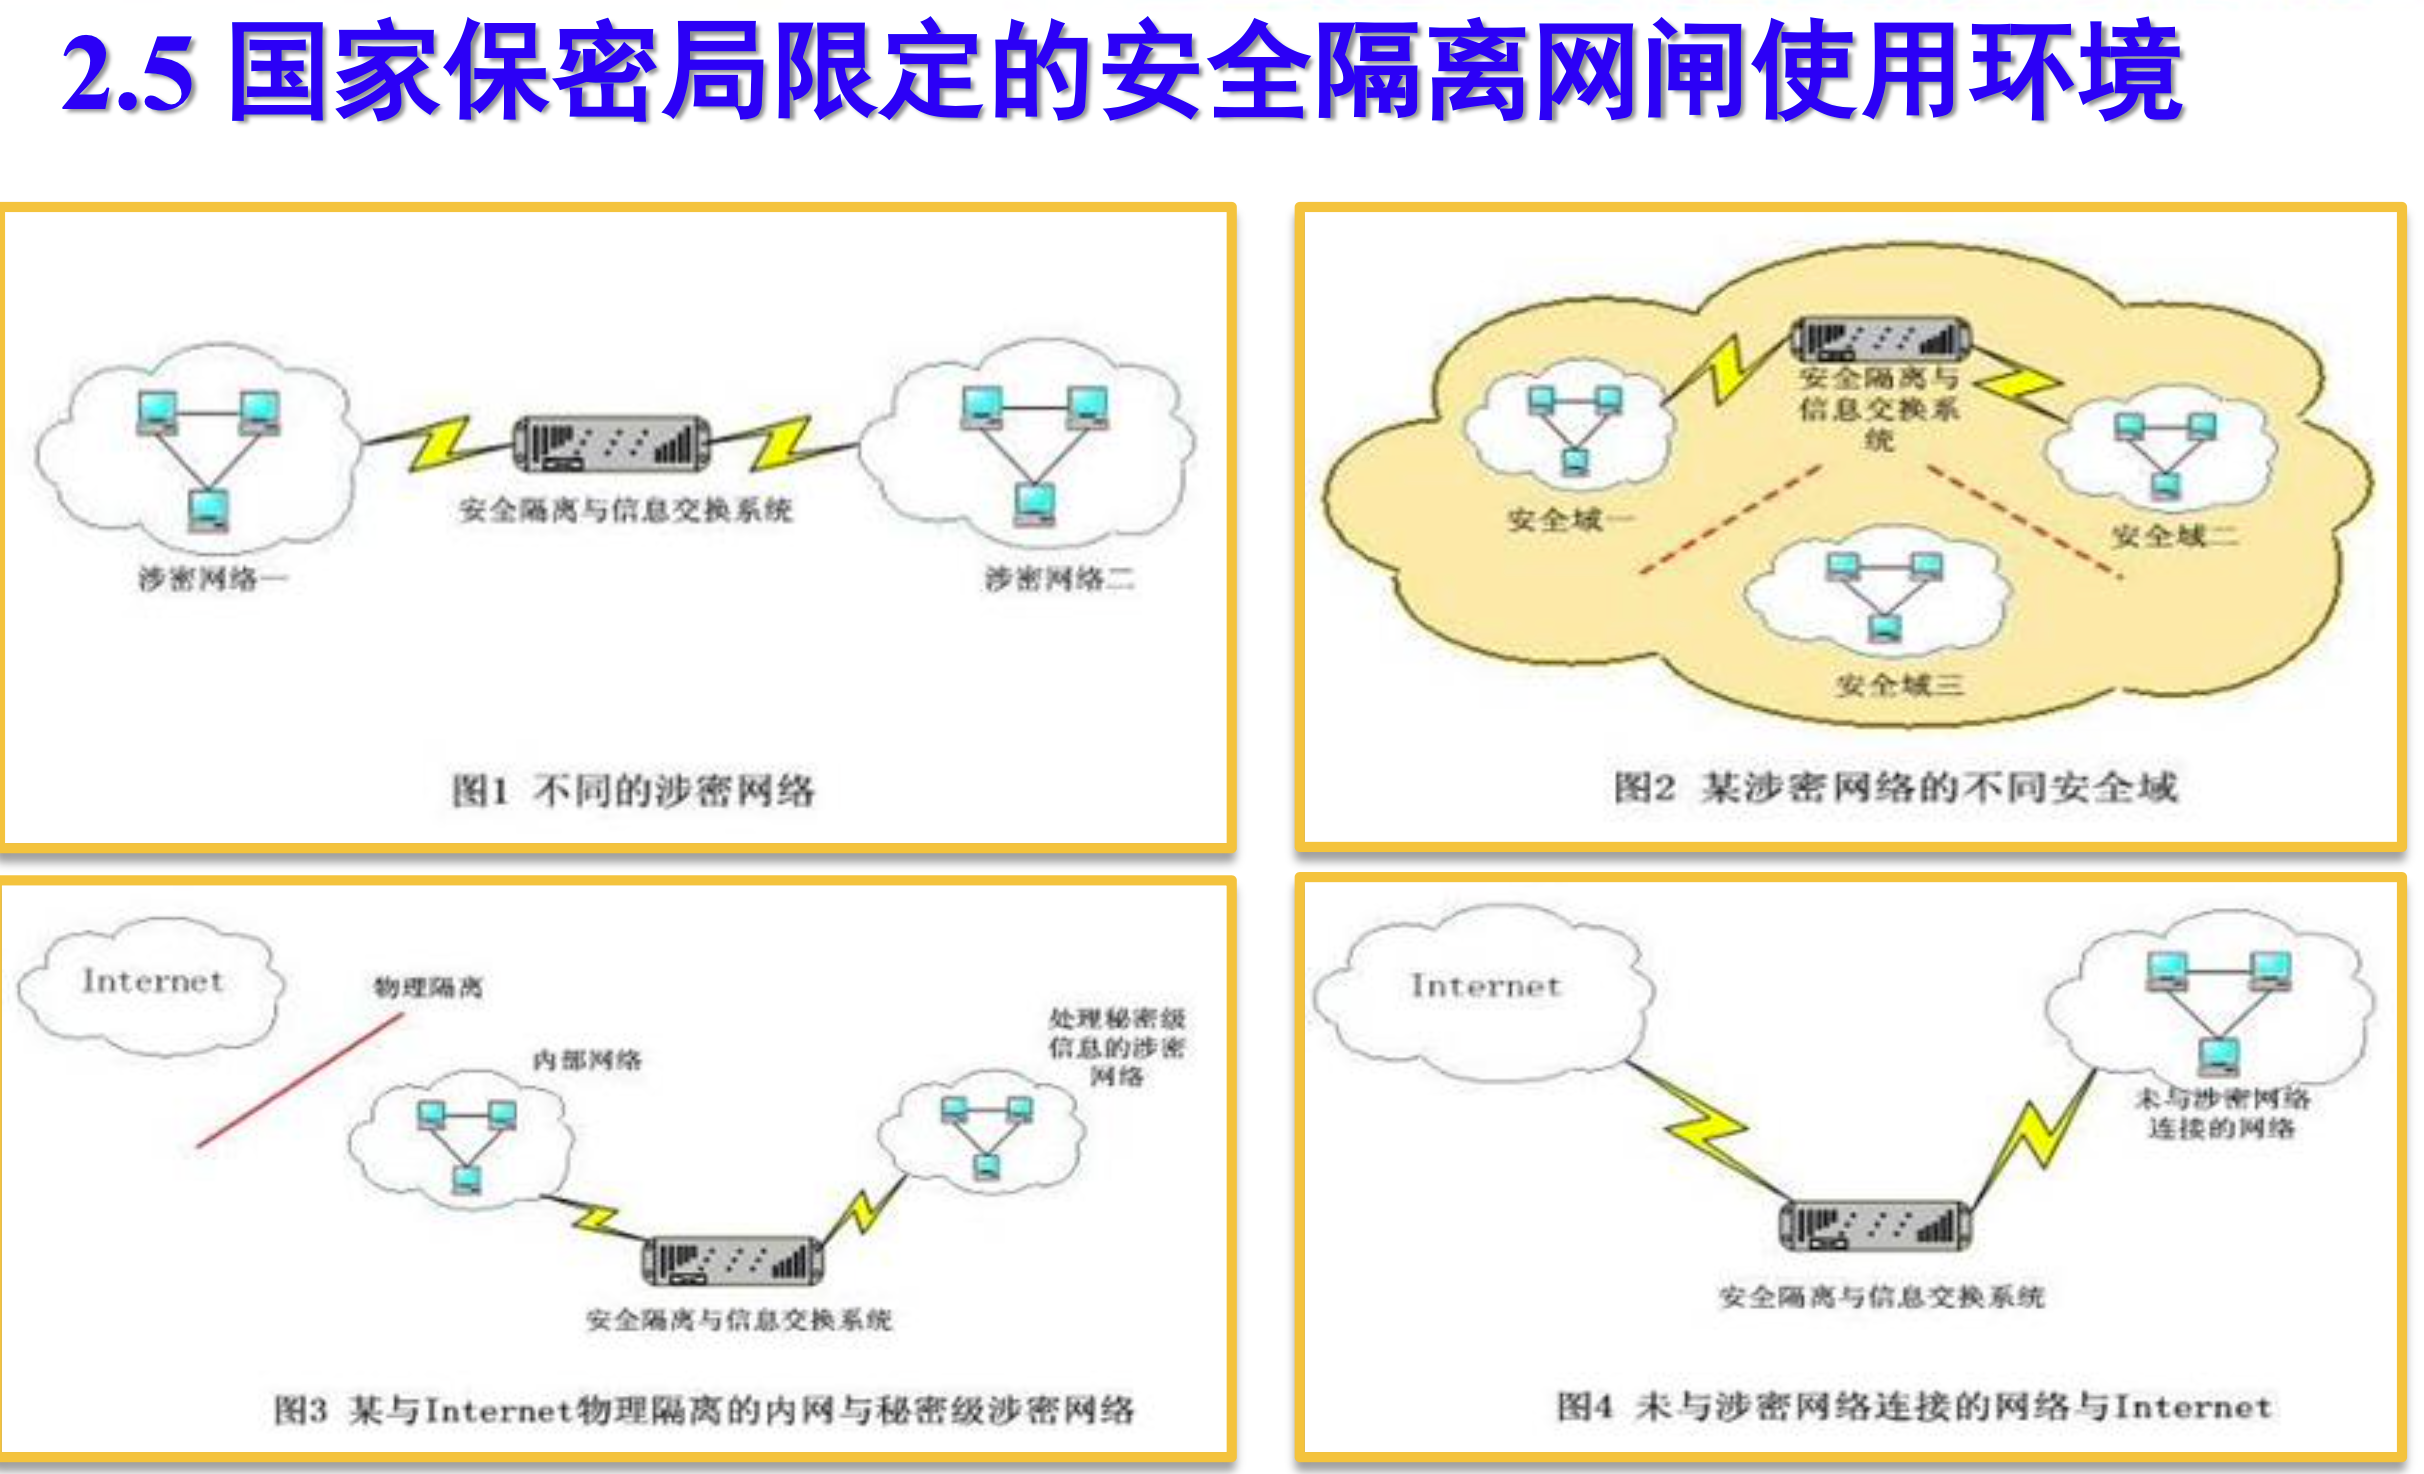 2.5 国家保密局限定的安全隔离网闸使用环境
安全隔离与信息交换系统
涉密网络一
涉密网络二
图1 不同的涉密网络
安全隔离与
信息交换系
统
安全域一
安全域二
安全域三
图2 某涉密网络的不同安全域
Internet
物理隔离
内部网络
处理秘密级
信息的涉密
网络
安全隔离与信息交换系统
图3 某与Internet物理隔离的内网与秘密级涉密网络
Internet
未与涉密网络
连接的网络
安全隔离与信息交换系统
图4 未与涉密网络连接的网络与Internet